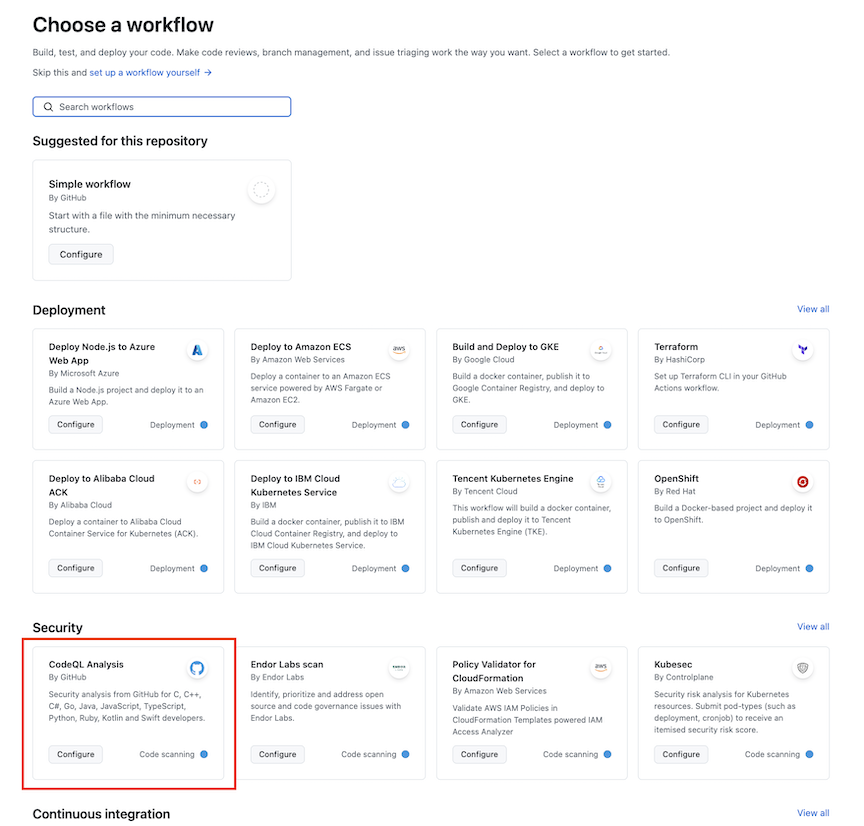 Choose a workflow
Build, test, and deploy your code. Make code reviews, branch management, and issue triaging work the way you want. Select a workflow to get started.
Skip this and set up a workflow yourself →
Search workflows
Suggested for this repository
Simple workflow
By GitHub
Start with a file with the minimum necessary
structure.
Configure
Deployment
View all
Deploy Node.js to Azure
Web App
By Microsoft Azure
Build a Node.js project and deploy it to an
Azure Web App.
Configure
Deployment
Deploy to Amazon ECS
By Amazon Web Services
aws
Deploy a container to an Amazon ECS
service powered by AWS Fargate or
Amazon EC2.
Configure
Deployment
Build and Deploy to GKE
By Google Cloud
Build a docker container, publish it to
Google Container Registry, and deploy to
GKE.
Configure
Deployment
Terraform
By HashiCorp
Set up Terraform CLI in your GitHub
Actions workflow.
Configure
Deployment
Deploy to Alibaba Cloud
ACK
By Alibaba Cloud
Deploy a container to Alibaba Cloud
Container Service for Kubernetes (ACK).
Configure
Deployment
Deploy to IBM Cloud
Kubernetes Service
By IBM
Build a docker container, publish it to IBM
Cloud Container Registry, and deploy to
IBM Cloud Kubernetes Service.
Configure
Deployment
Tencent Kubernetes Engine
By Tencent Cloud
This workflow will build a docker container,
publish and deploy it to Tencent
Kubernetes Engine (TKE).
Configure
Deployment
OpenShift
By Red Hat
Build a Docker-based project and deploy it
to OpenShift.
Configure
Deployment
Security
View all
CodeQL Analysis
By GitHub
Security analysis from GitHub for C, C++,
C#, Go, Java, JavaScript, TypeScript,
Python, Ruby, Kotlin and Swift developers.
Configure
Code scanning
Endor Labs scan
By Endor Labs
Identify, prioritize and address open
source and code governance issues with
Endor Labs.
Configure
Code scanning
Policy Validator for
CloudFormation
By Amazon Web Services
aws
Validate AWS IAM Policies in
CloudFormation Templates powered IAM
Access Analyzer
Configure
Code scanning
Kubesec
By Controlplane
Security risk analysis for Kubernetes
resources. Submit pod-types (such as
deployment, cronjob) to receive an
itemised security risk score.
Configure
Code scanning
Continuous integration
View all